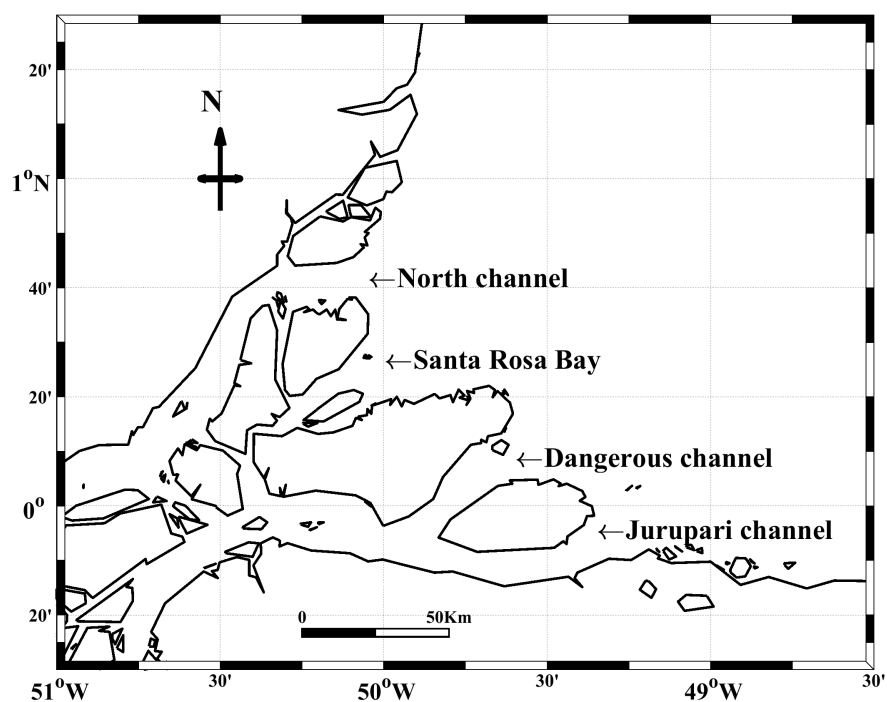 20'
N
1°N
←North channel
40'
←Santa Rosa Bay
20'
←Dangerous channel
0°
←Jurupari channel
20'
0 50Km
51°W 30' 50°W 30' 49°W 30'